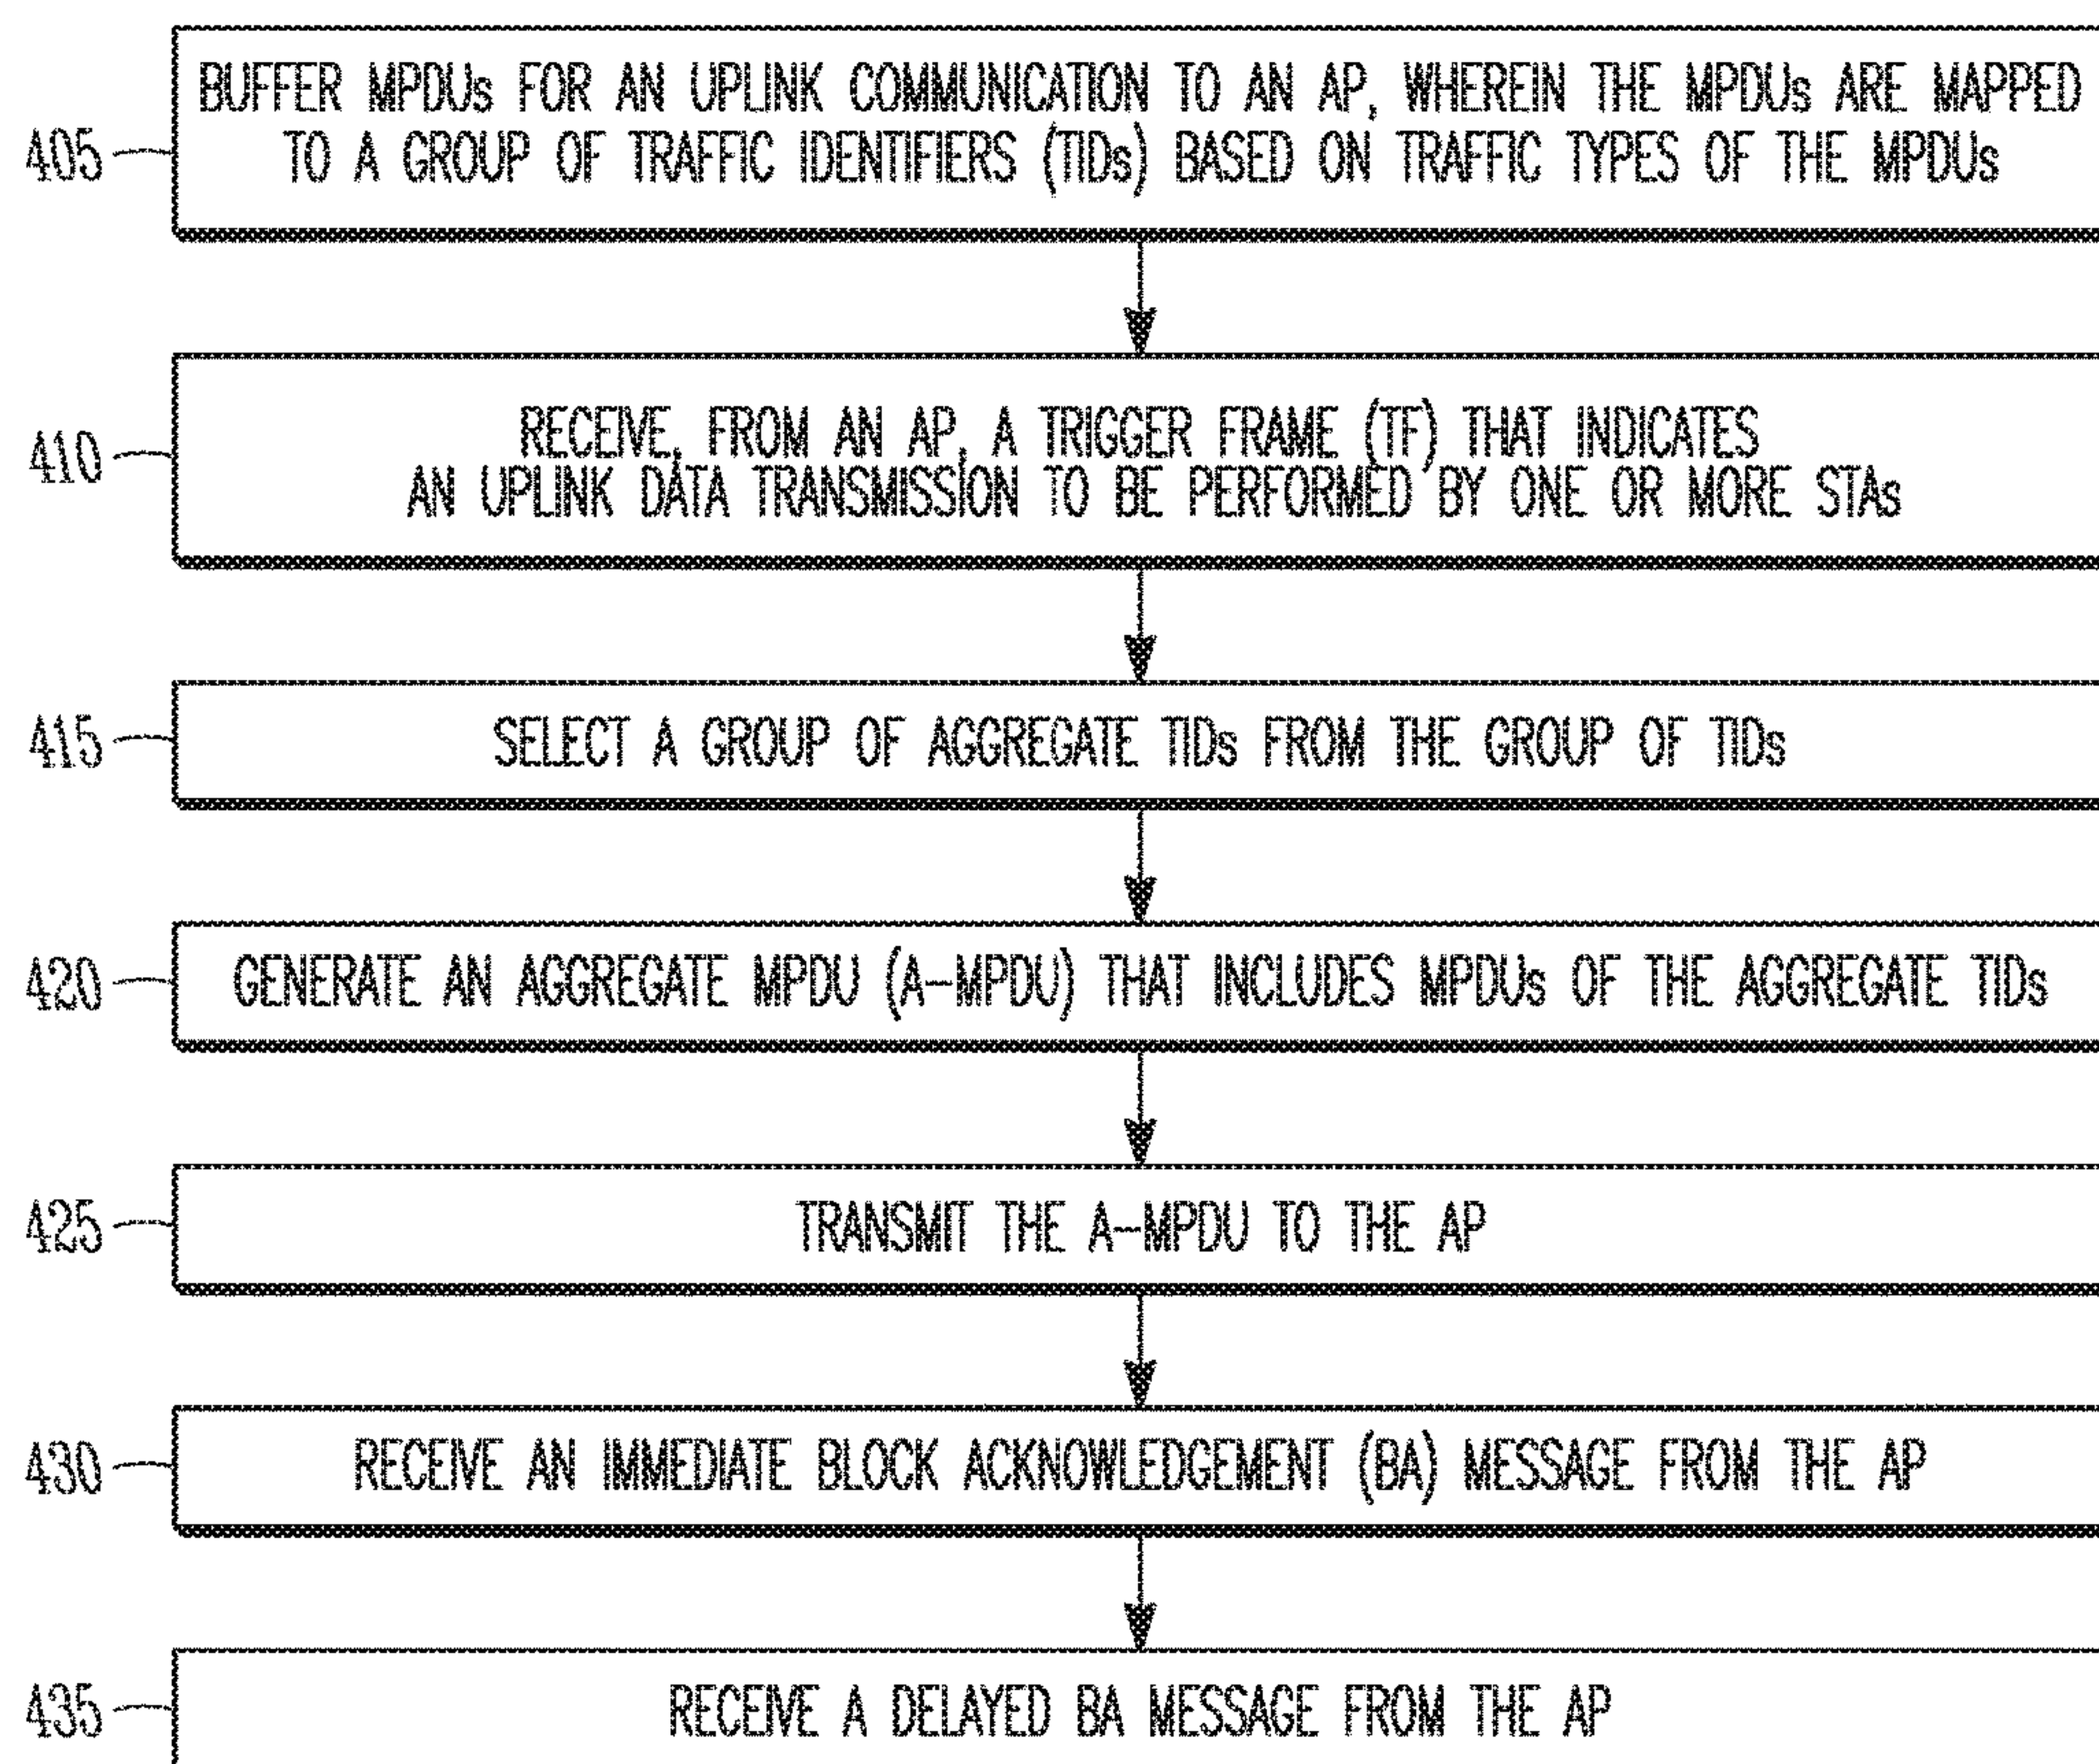 BUFFER MPDUs FOR AN UPLINK COMMUNICATION TO AN AP, WHEREIN THE MPDUs ARE MAPPED
405
TO A GROUP OF TRAFFIC IDENTIFIERS (TIDs) BASED ON TRAFFIC TYPES OF THE MPDUs
410
RECEIVE, FROM AN AP, A TRIGGER FRAME (TF) THAT INDICATES
AN UPLINK DATA TRANSMISSION TO BE PERFORMED BY ONE OR MORE STAs
415
SELECT A GROUP OF AGGREGATE TIDs FROM THE GROUP OF TIDs
420
GENERATE AN AGGREGATE MPDU (A-MPDU) THAT INCLUDES MPDUs OF THE AGGREGATE TIDs
425
TRANSMIT THE A-MPDU TO THE AP
430
RECEIVE AN IMMEDIATE BLOCK ACKNOWLEDGEMENT (BA) MESSAGE FROM THE AP
435
RECEIVE A DELAYED BA MESSAGE FROM THE AP